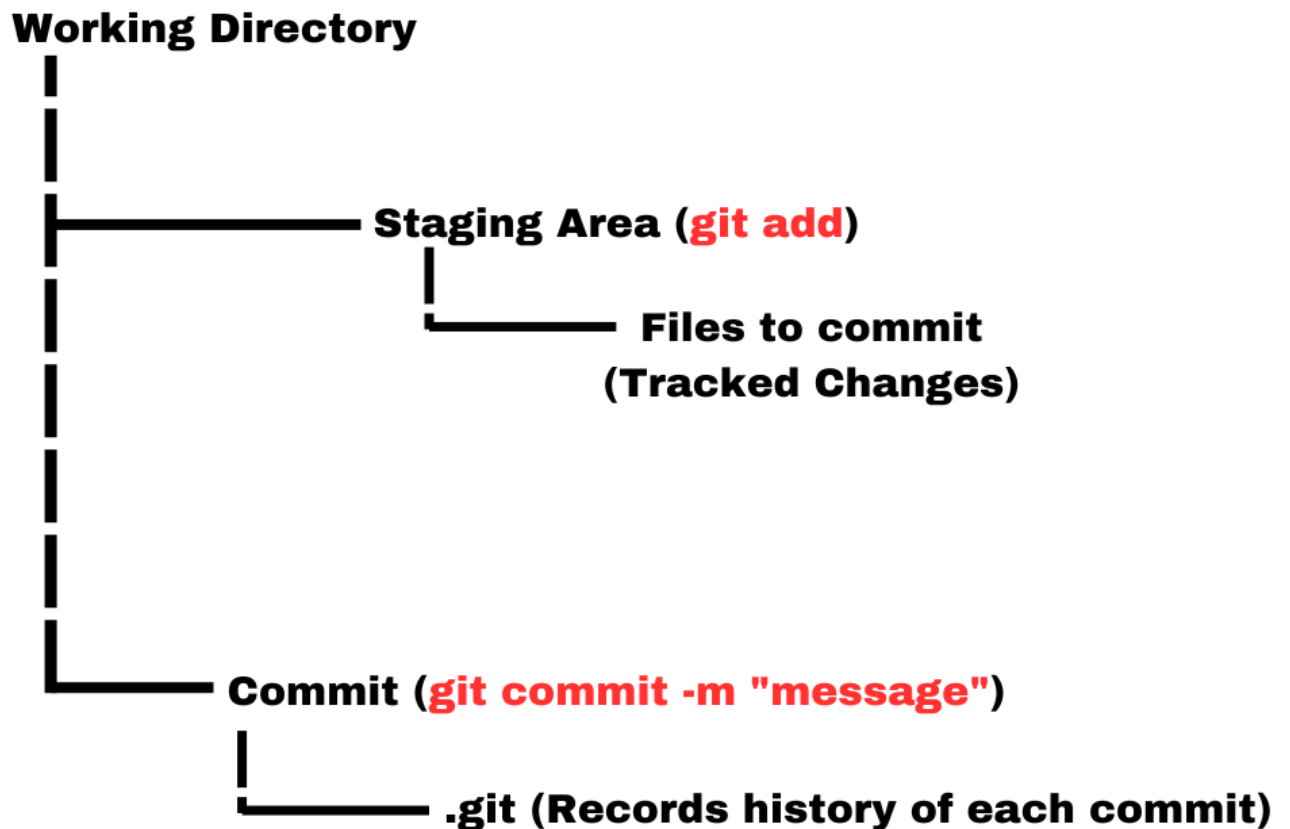 Working Directory
Staging Area (git add)
Files to commit
(Tracked Changes)
Commit (git commit -m "message")
.git (Records history of each commit)